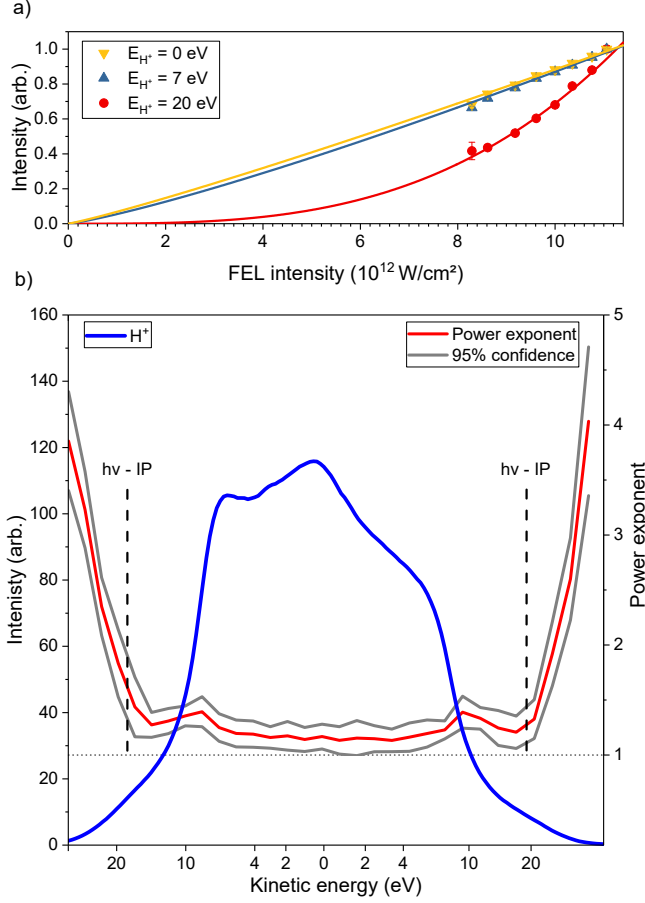 a)
1.0
0.8
0.6
0.4
0.2
0.0
Intensity (arb.)
E_H⁺ = 0 eV
E_H⁺ = 7 eV
E_H⁺ = 20 eV
0 2 4 6 8 10
FEL intensity (10¹² W/cm²)
b)
160
140
120
100
80
60
40
20
0
Intenisty (arb.)
H⁺
Power exponent
95% confidence
hν - IP
hν - IP
5
4
3
2
1
Power exponent
20 10 4 2 0 2 4 10 20
Kinetic energy (eV)